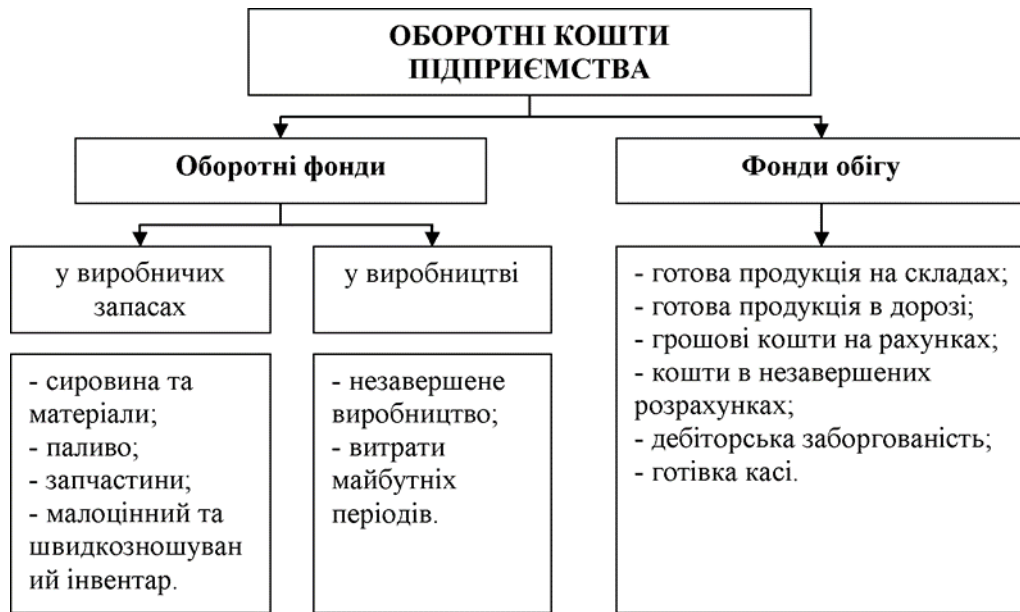 ОБОРОТНІ КОШТИ
ПІДПРИЄМСТВА
Оборотні фонди
Фонди обігу
у виробничих
запасах
у виробництві
- сировина та
матеріали;
- паливо;
- запчастини;
- малоцінний та
швидкозношуван
ий інвентар.
- незавершене
виробництво;
- витрати
майбутніх
періодів.
- готова продукція на складах;
- готова продукція в дорозі;
- грошові кошти на рахунках;
- кошти в незавершених
розрахунках;
- дебіторська заборгованість;
- готівка касі.